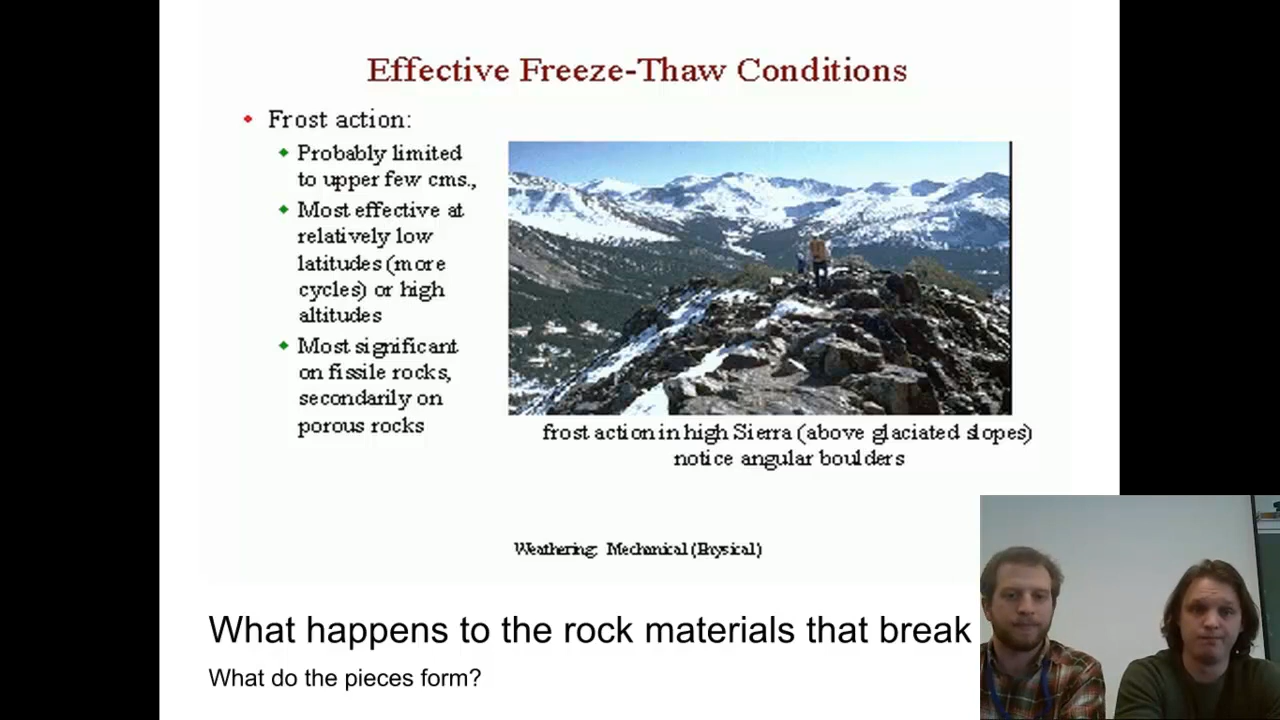 Effective Freeze-Thaw Conditions
Frost action:
Probably limited
to upper few cms.,
Most effective at
relatively low
latitudes (more
cycles) or high
altitudes
Most significant
on fissile rocks,
secondarily on
porous rocks
frost action in high Sierra (above glaciated slopes)
notice angular boulders
Weathering: Mechanical (Physical)
What happens to the rock materials that break
What do the pieces form?